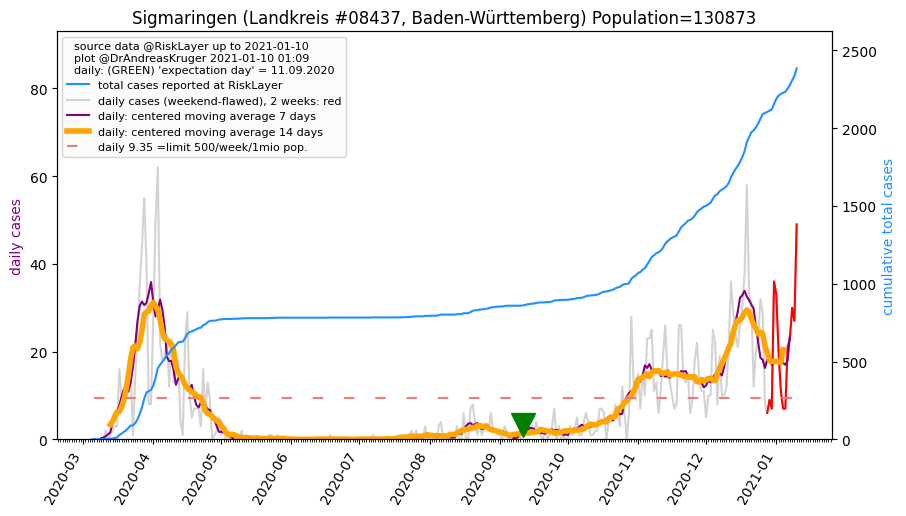 Sigmaringen (Landkreis #08437, Baden-Württemberg) Population=130873
source data @RiskLayer up to 2021-01-10
plot @DrAndreasKruger 2021-01-10 01:09
daily: (GREEN) 'expectation day' = 11.09.2020
total cases reported at RiskLayer
daily cases (weekend-flawed), 2 weeks: red
daily: centered moving average 7 days
daily: centered moving average 14 days
daily 9.35 =limit 500/week/1mio pop.
daily cases
80
60
40
20
0
2500
2000
1500
1000
500
0
cumulative total cases
2020-03
2020-04
2020-05
2020-06
2020-07
2020-08
2020-09
2020-10
2020-11
2020-12
2021-01